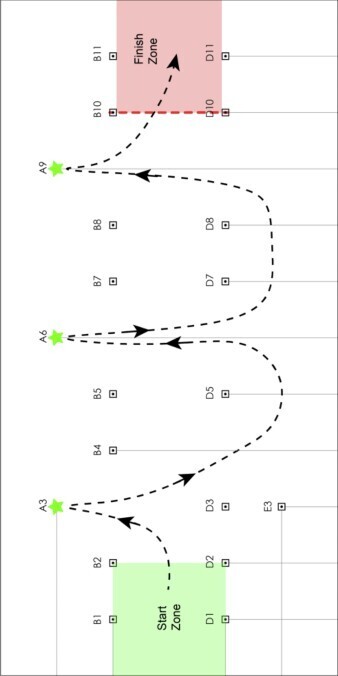 A3 A6 A9
B1 B2 B4 B5 B7 B8 B10 B11
Start
Zone
Finish
Zone
D1 D2 D3 D5 D7 D8 D10 D11
E3